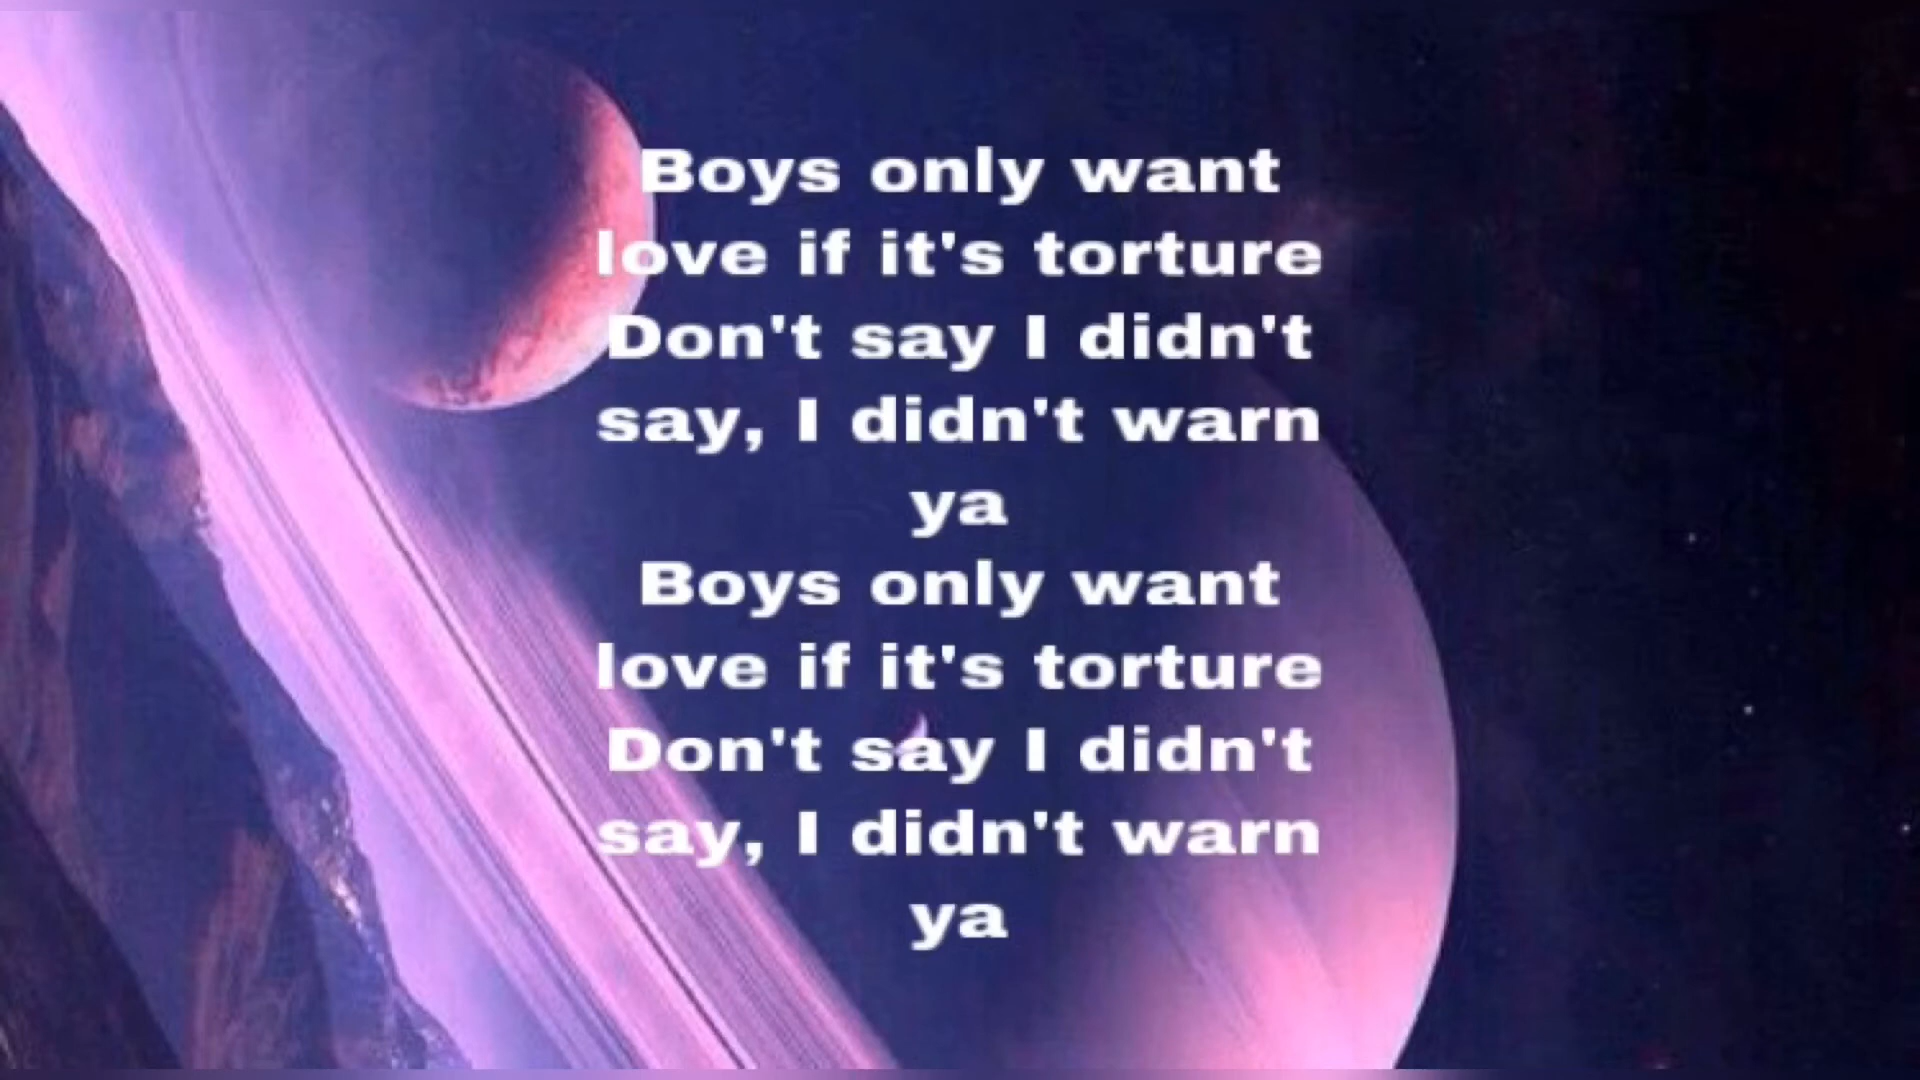 Boys only want
love if it's torture
Don't say I didn't
say, I didn't warn
ya
Boys only want
love if it's torture
Don't say I didn't
say, I didn't warn
ya